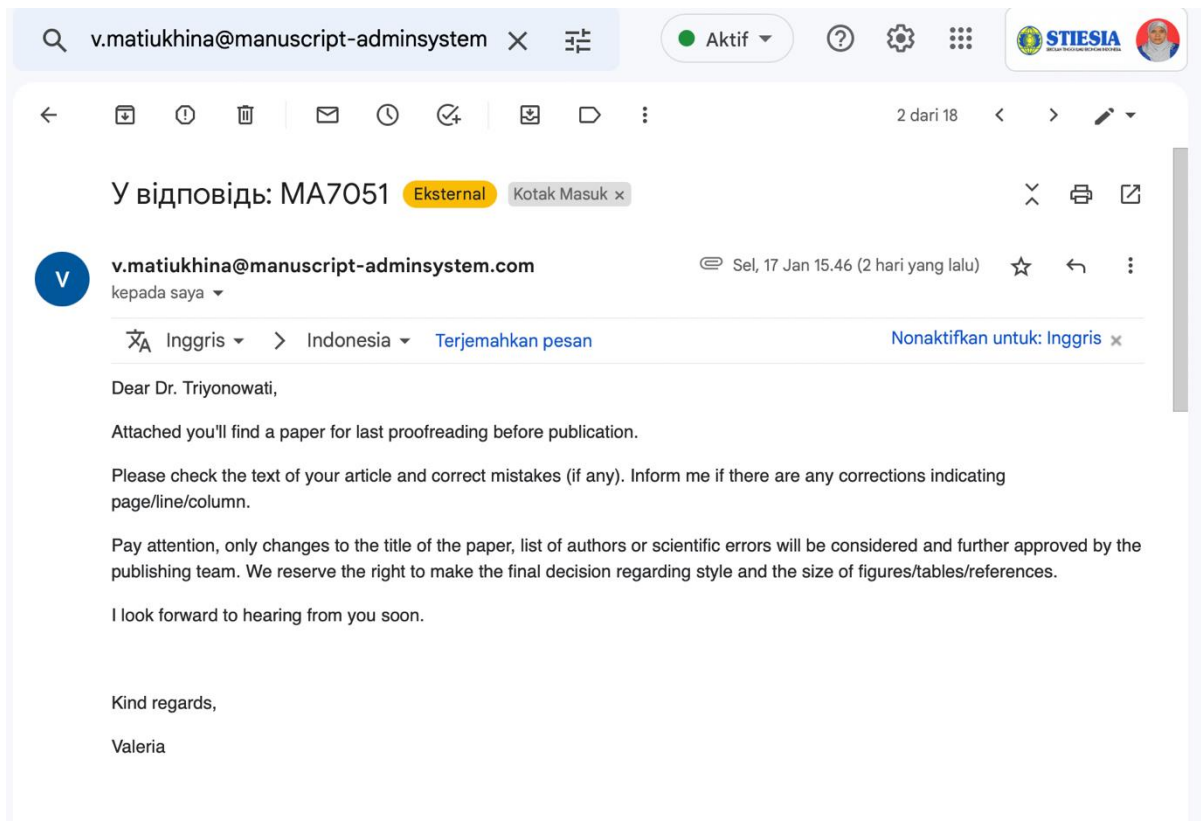 v.matiukhina@manuscript-adminsystem
Aktif
STIESIA
2 dari 18
У відповідь: MA7051 Eksternal Kotak Masuk ×
V
v.matiukhina@manuscript-adminsystem.com
Sel, 17 Jan 15.46 (2 hari yang lalu)
kepada saya
Inggris > Indonesia Terjemahkan pesan
Nonaktifkan untuk: Inggris ×
Dear Dr. Triyonowati,
Attached you'll find a paper for last proofreading before publication.
Please check the text of your article and correct mistakes (if any). Inform me if there are any corrections indicating
page/line/column.
Pay attention, only changes to the title of the paper, list of authors or scientific errors will be considered and further approved by the
publishing team. We reserve the right to make the final decision regarding style and the size of figures/tables/references.
I look forward to hearing from you soon.
Kind regards,
Valeria